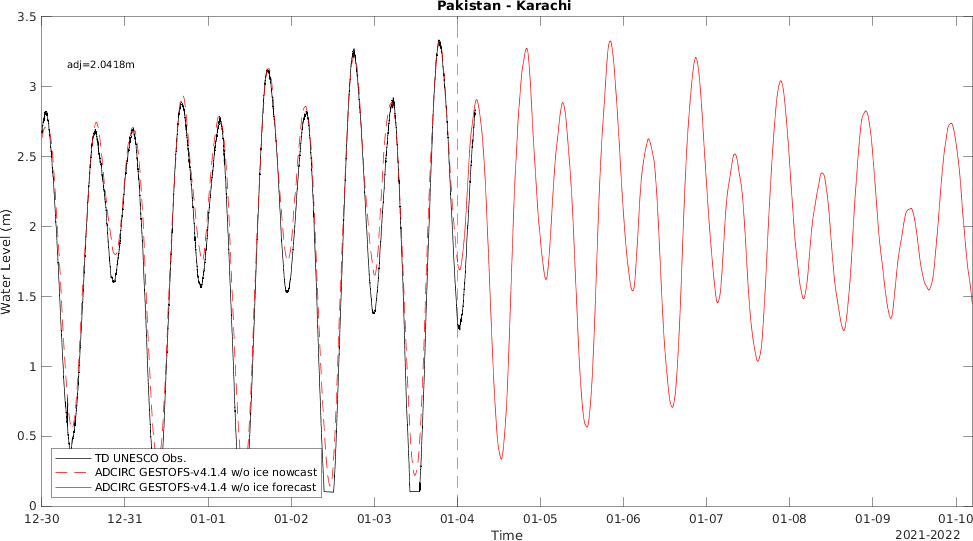 Pakistan - Karachi
3.5
adj=2.0418m
3
2.5
2
Water Level (m)
1.5
1
0.5
TD UNESCO Obs.
ADCIRC GESTOFS-v4.1.4 w/o ice nowcast
ADCIRC GESTOFS-v4.1.4 w/o ice forecast
0
12-30 12-31 01-01 01-02 01-03 01-04 01-05 01-06 01-07 01-08 01-09 01-10
Time
2021-2022